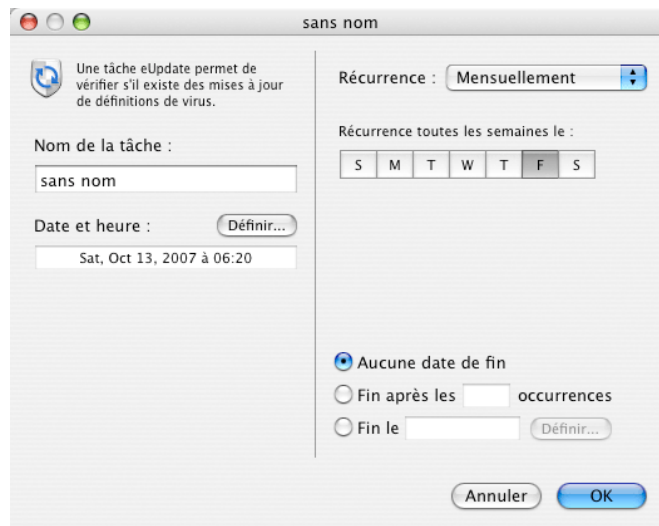 sans nom
Une tâche eUpdate permet de
vérifier s'il existe des mises à jour
de définitions de virus.
Nom de la tâche :
sans nom
Date et heure :
Définir...
Sat, Oct 13, 2007 à 06:20
Récurrence : Mensuellement
Récurrence toutes les semaines le :
S M T W T F S
Aucune date de fin
Fin après les occurrences
Fin le Définir...
Annuler OK